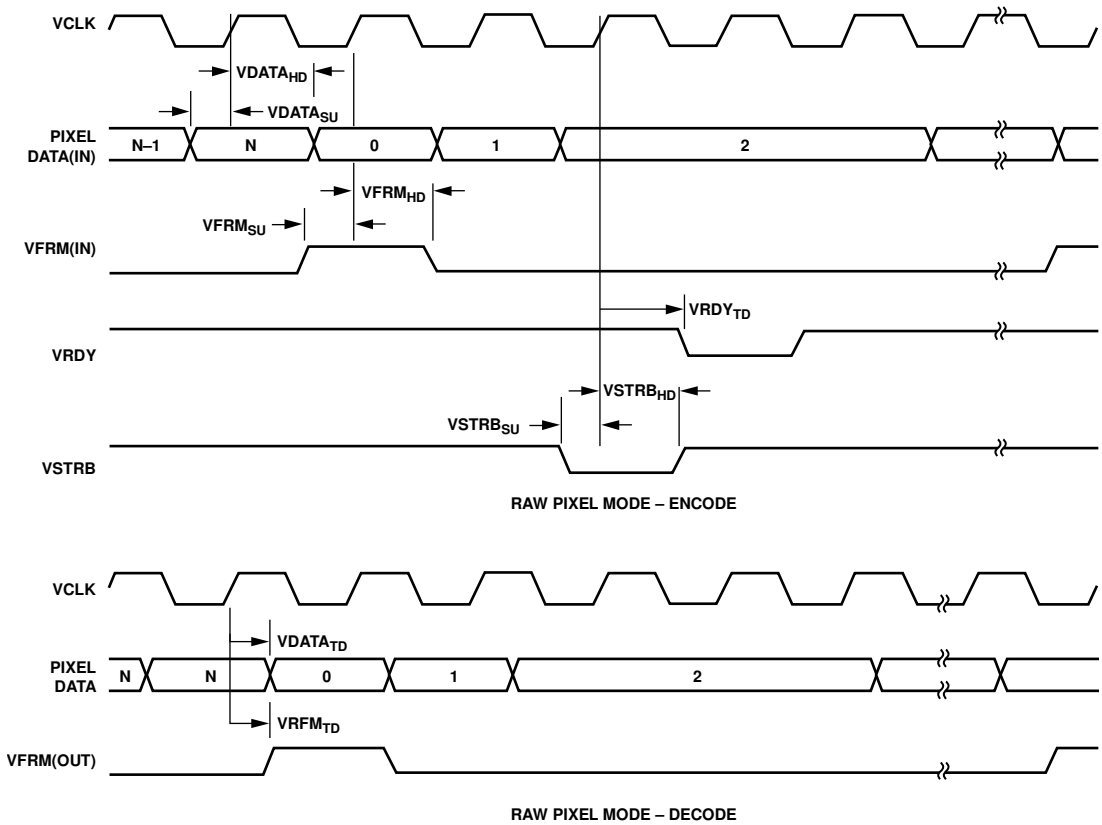 VCLK
VDATAHD
VDATASU
PIXEL
DATA(IN)
N–1
N
0
1
2
VFRMHD
VFRMSU
VFRM(IN)
VRDYTD
VRDY
VSTRBHD
VSTRBSU
VSTRB
RAW PIXEL MODE – ENCODE
VCLK
VDATATD
PIXEL
DATA
N
N
0
1
2
VRFMTD
VFRM(OUT)
RAW PIXEL MODE – DECODE